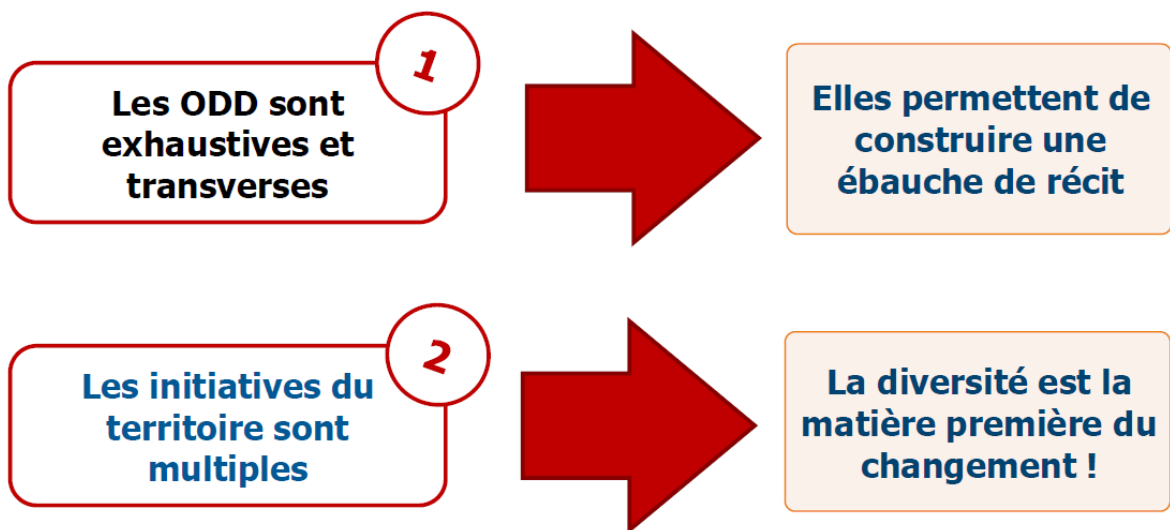 1
Les ODD sont
exhaustives et
transverses
Elles permettent de
construire une
ébauche de récit
2
Les initiatives du
territoire sont
multiples
La diversité est la
matière première du
changement !